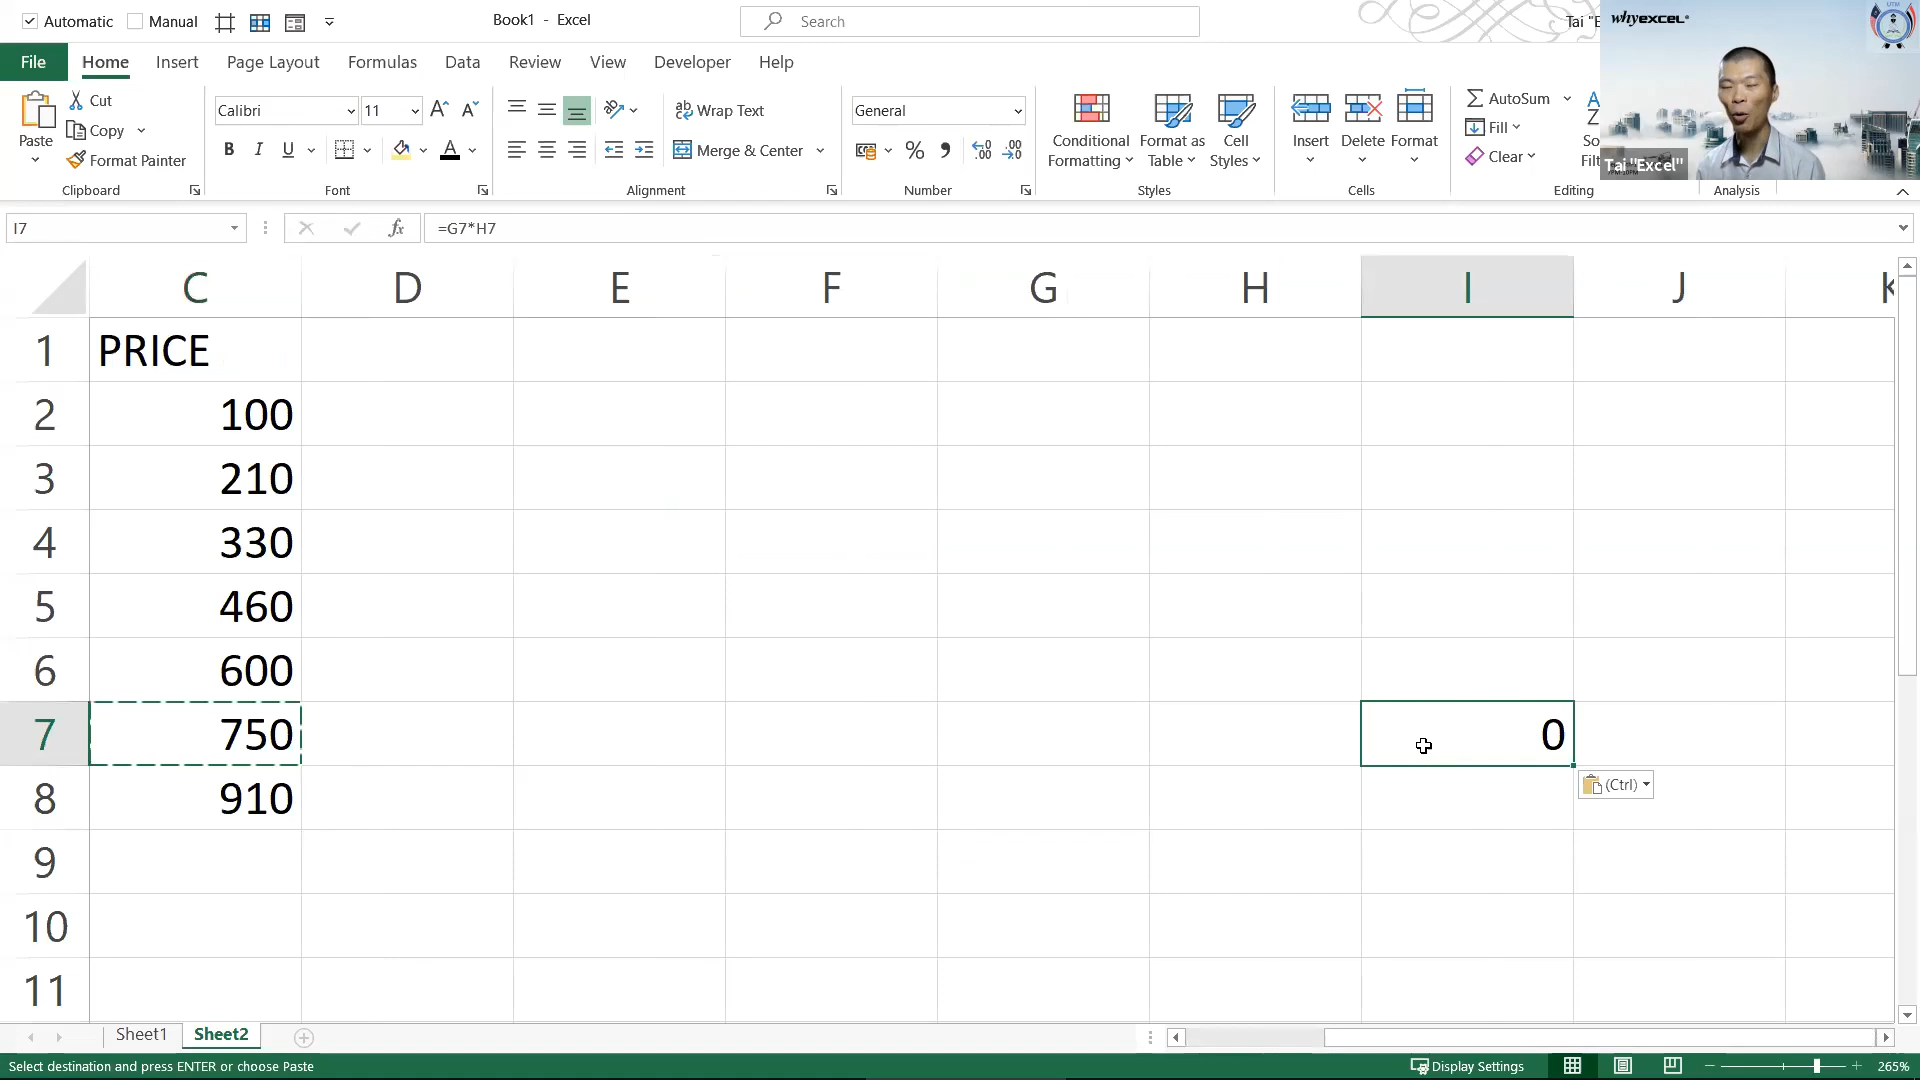 Automatic Manual Book1 - Excel Search
whyexcel®
File Home Insert Page Layout Formulas Data Review View Developer Help
Cut
Copy
Format Painter
Paste
Clipboard
Calibri 11
B I U
Font
Wrap Text
Merge & Center
Alignment
General
Number
Conditional Formatting
Format as Table
Cell Styles
Styles
Insert Delete Format
Cells
AutoSum
Fill
Clear
Editing
Analysis
Tai "Excel"
I7 fx =G7*H7
C D E F G H I J K
1 PRICE
2 100
3 210
4 330
5 460
6 600
7 750 0
(Ctrl)
8 910
9
10
11
Sheet1 Sheet2
Select destination and press ENTER or choose Paste Display Settings 265%